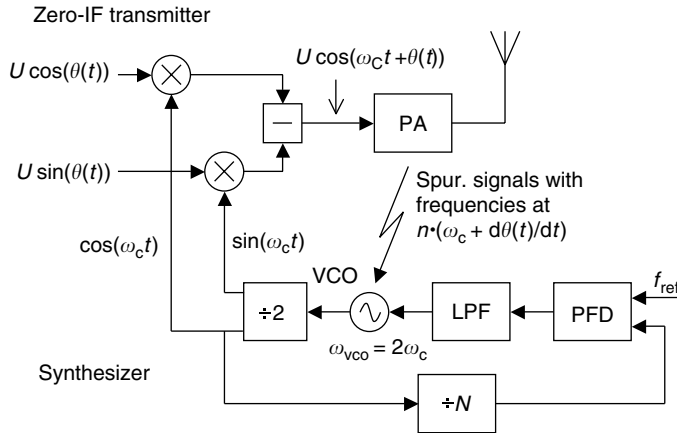 Zero-IF transmitter
U cos(θ(t))
U cos(ω_C t +θ(t))
×
−
PA
U sin(θ(t))
×
Spur. signals with
frequencies at
n•(ω_c + dθ(t)/dt)
cos(ω_c t)
sin(ω_c t)
VCO
f_ref
÷2
LPF
PFD
ω_vco = 2ω_c
Synthesizer
÷N